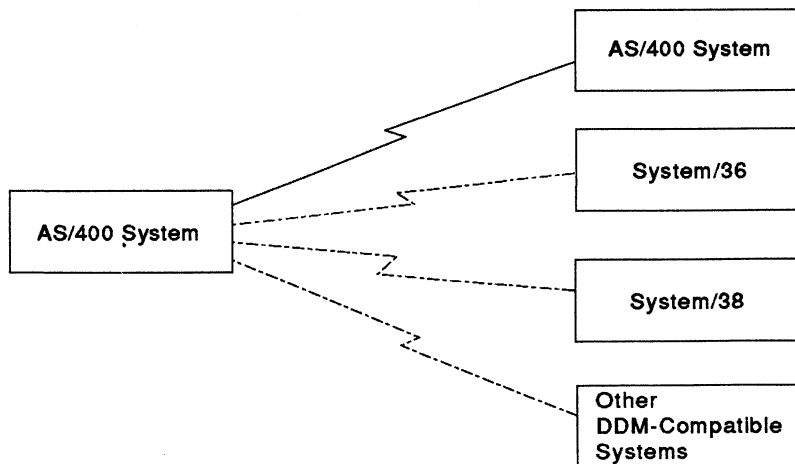 AS/400 System
System/36
AS/400 System
System/38
Other
DDM-Compatible
Systems